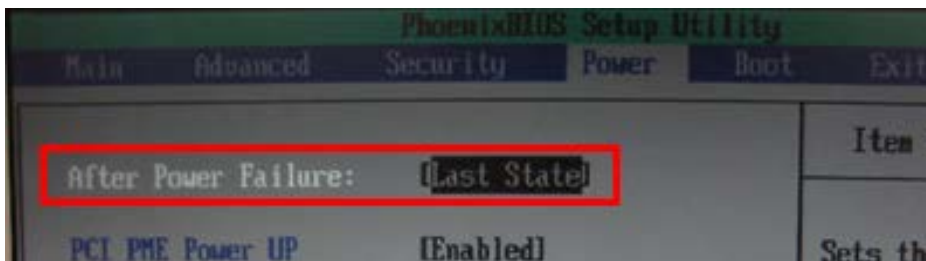 PhoenixBIOS Setup Utility
Main Advanced Security Power Boot Exit
Item
After Power Failure: [Last State]
PCI PME Power UP [Enabled]
Sets th